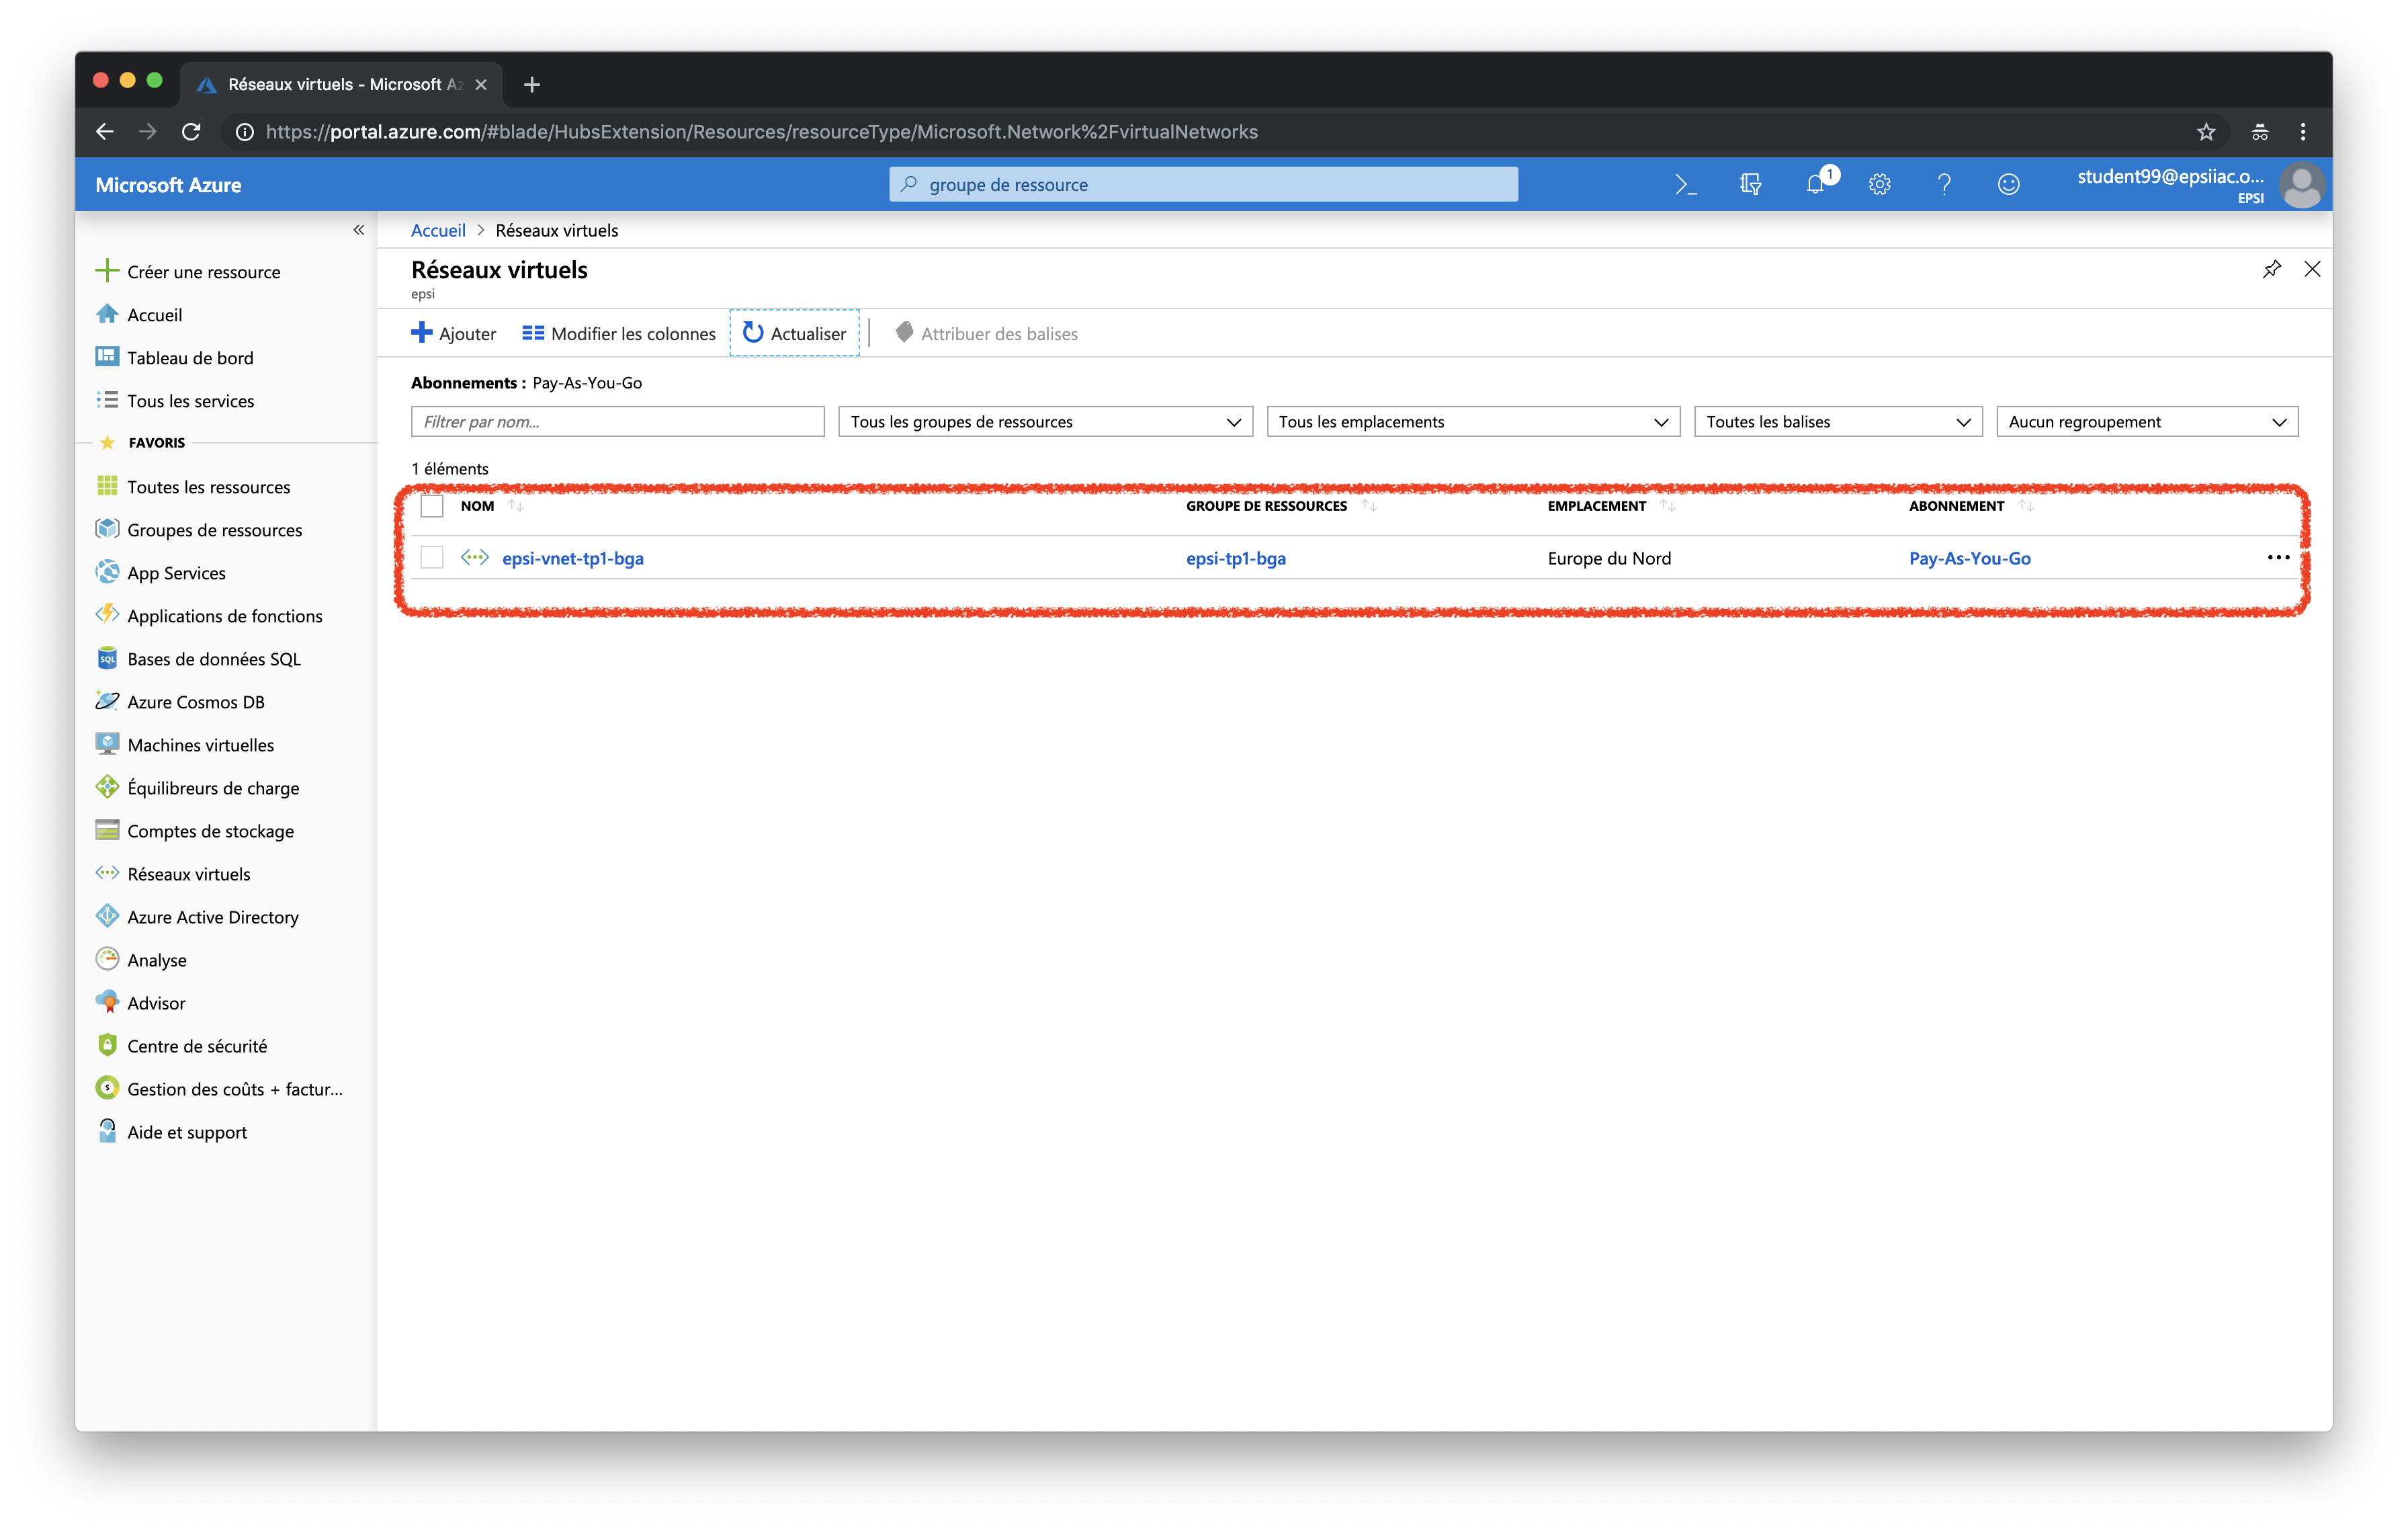 Réseaux virtuels - Microsoft Az
https://portal.azure.com/#blade/HubsExtension/Resources/resourceType/Microsoft.Network%2FvirtualNetworks
Microsoft Azure
groupe de ressource
1
student99@epsiiac.o...
EPSI
Accueil > Réseaux virtuels
Réseaux virtuels
epsi
Ajouter
Modifier les colonnes
Actualiser
Attribuer des balises
Abonnements : Pay-As-You-Go
Filtrer par nom...
Tous les groupes de ressources
Tous les emplacements
Toutes les balises
Aucun regroupement
1 éléments
NOM
GROUPE DE RESSOURCES
EMPLACEMENT
ABONNEMENT
epsi-vnet-tp1-bga
epsi-tp1-bga
Europe du Nord
Pay-As-You-Go
Créer une ressource
Accueil
Tableau de bord
Tous les services
FAVORIS
Toutes les ressources
Groupes de ressources
App Services
Applications de fonctions
SQL
Bases de données SQL
Azure Cosmos DB
Machines virtuelles
Équilibreurs de charge
Comptes de stockage
Réseaux virtuels
Azure Active Directory
Analyse
Advisor
Centre de sécurité
Gestion des coûts + factur...
Aide et support